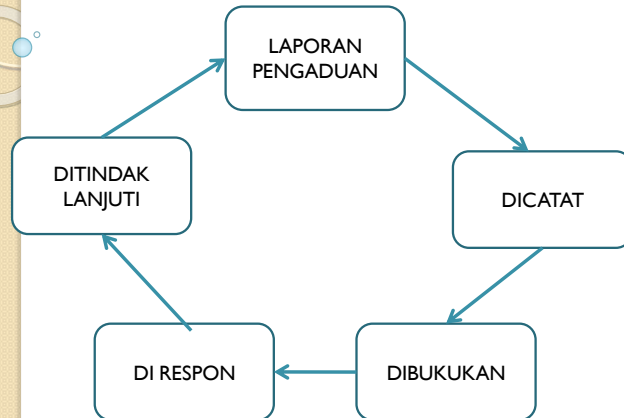 LAPORAN
PENGADUAN
DICATAT
DIBUKUKAN
DI RESPON
DITINDAK
LANJUTI